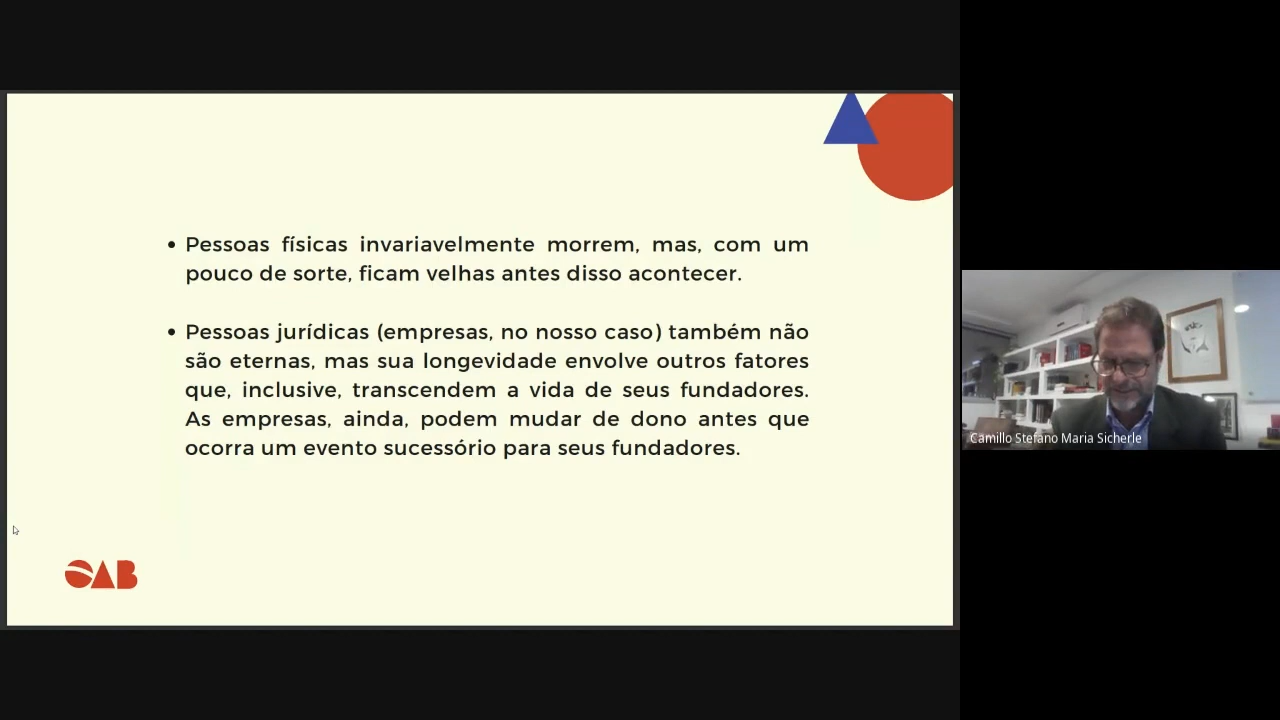 • Pessoas físicas invariavelmente morrem, mas, com um
pouco de sorte, ficam velhas antes disso acontecer.
• Pessoas jurídicas (empresas, no nosso caso) também não
são eternas, mas sua longevidade envolve outros fatores
que, inclusive, transcendem a vida de seus fundadores.
As empresas, ainda, podem mudar de dono antes que
ocorra um evento sucessório para seus fundadores.
OAB
Camillo Stefano Maria Sicherle